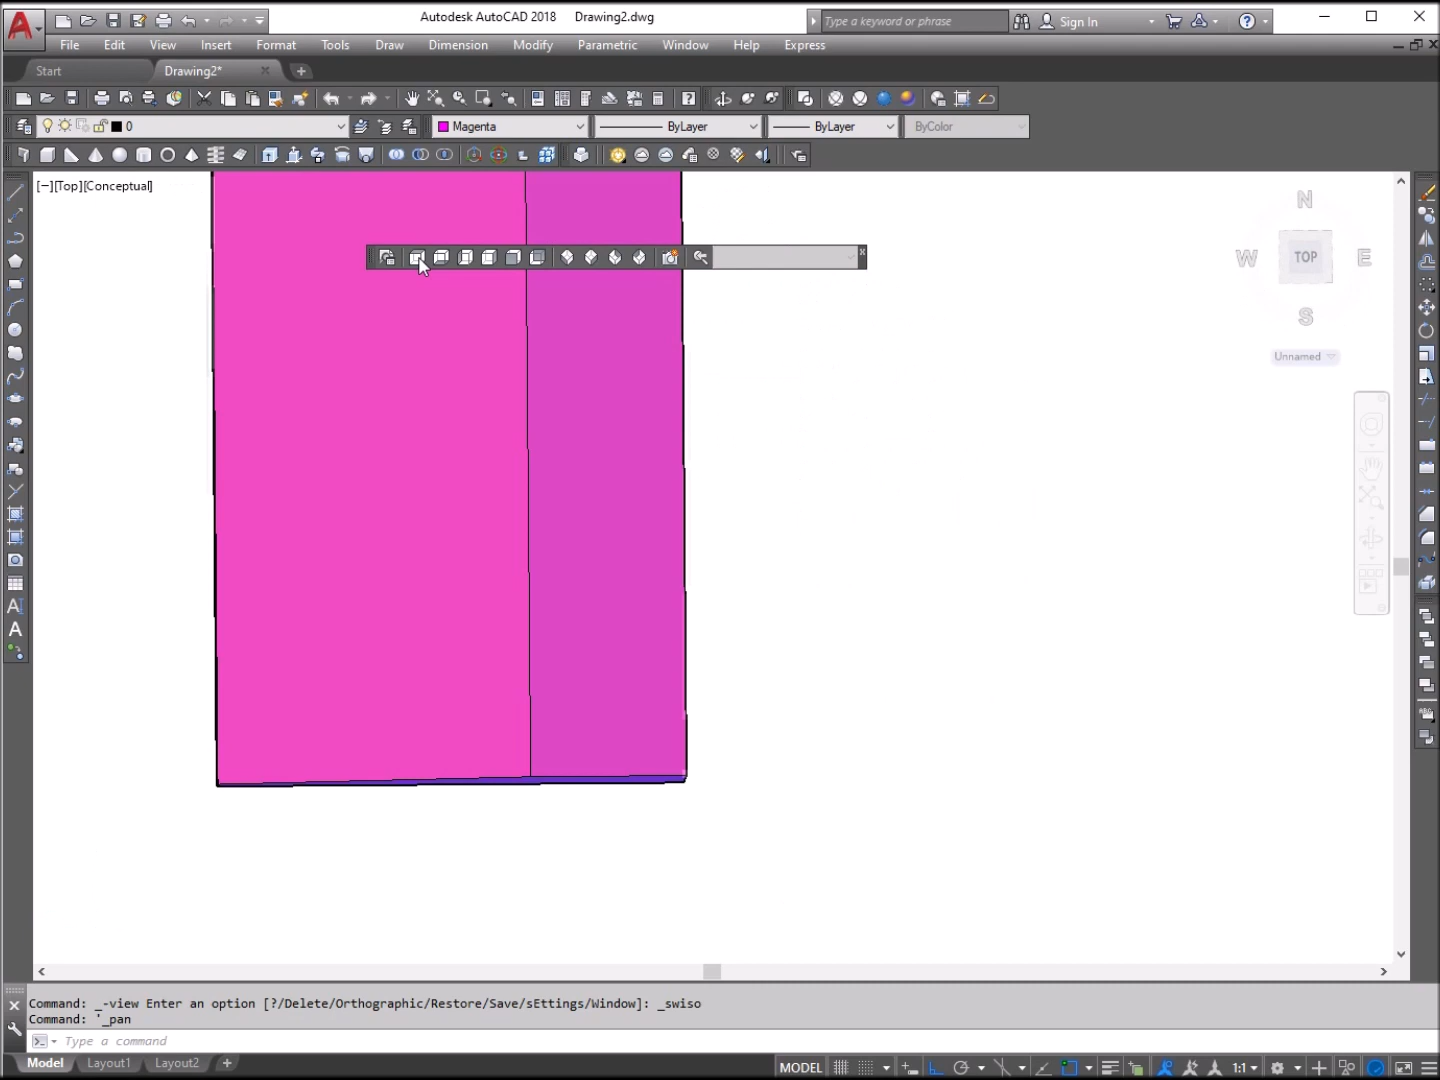 Autodesk AutoCAD 2018 Drawing2.dwg
Type a keyword or phrase
Sign In
File Edit View Insert Format Tools Draw Dimension Modify Parametric Window Help Express
Start Drawing2*
0 Magenta ByLayer ByLayer ByColor
[−][Top][Conceptual]
N
W TOP E
S
Unnamed
Command: _-view Enter an option [?/Delete/Orthographic/Restore/Save/sEttings/Window]: _swiso
Command: '_pan
Type a command
Model Layout1 Layout2
MODEL 1:1